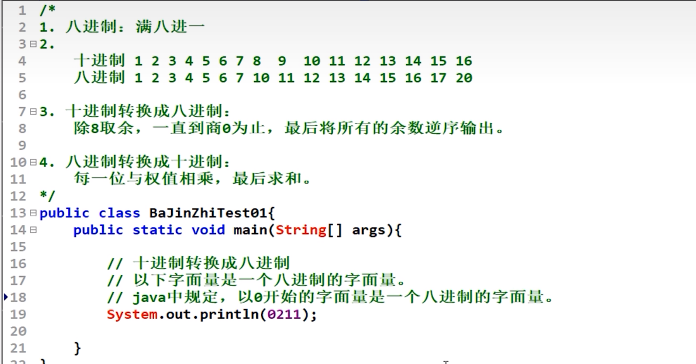 1 /*
2 1. 八进制：满八进一
3 2.
4 十进制 1 2 3 4 5 6 7 8 9 10 11 12 13 14 15 16
5 八进制 1 2 3 4 5 6 7 10 11 12 13 14 15 16 17 20
6
7 3. 十进制转换成八进制：
8 除8取余，一直到商0为止，最后将所有的余数逆序输出。
9
10 4. 八进制转换成十进制：
11 每一位与权值相乘，最后求和。
12 */
13 public class BaJinZhiTest01{
14 public static void main(String[] args){
15
16 // 十进制转换成八进制
17 // 以下字面量是一个八进制的字面量。
18 // java中规定，以0开始的字面量是一个八进制的字面量。
19 System.out.println(0211);
20
21 }